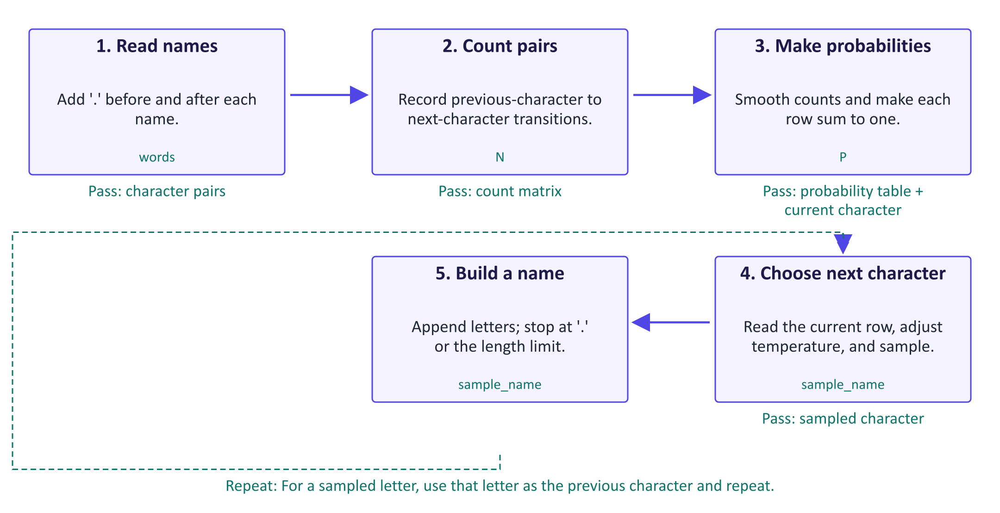 1. Read names
Add '.' before and after each
name.
words
Pass: character pairs
2. Count pairs
Record previous-character to
next-character transitions.
N
Pass: count matrix
3. Make probabilities
Smooth counts and make each
row sum to one.
P
Pass: probability table +
current character
4. Choose next character
Read the current row, adjust
temperature, and sample.
sample_name
Pass: sampled character
5. Build a name
Append letters; stop at '.'
or the length limit.
sample_name
Repeat: For a sampled letter, use that letter as the previous character and repeat.